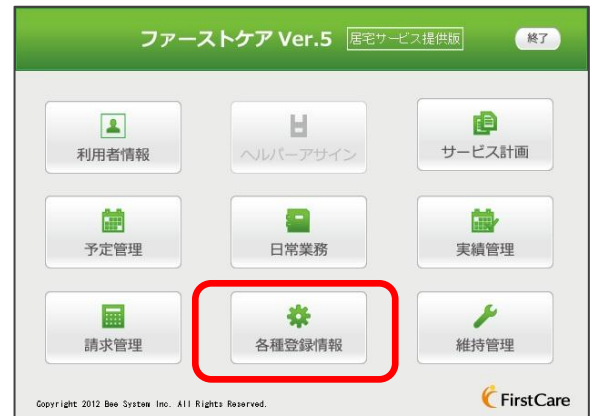 ファーストケア Ver.5 居宅サービス提供版 終了
利用者情報 ヘルパーアサイン サービス計画
予定管理 日常業務 実績管理
請求管理 各種登録情報 維持管理
Copyright 2012 Bee System Inc. All Rights Reserved. FirstCare